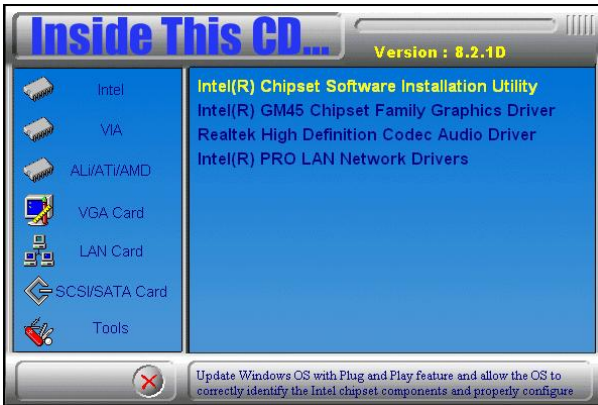 Inside This CD...
Version : 8.2.1D
Intel
VIA
ALi/ATi/AMD
VGA Card
LAN Card
SCSI/SATA Card
Tools
Intel(R) Chipset Software Installation Utility
Intel(R) GM45 Chipset Family Graphics Driver
Realtek High Definition Codec Audio Driver
Intel(R) PRO LAN Network Drivers
Update Windows OS with Plug and Play feature and allow the OS to
correctly identify the Intel chipset components and properly configure